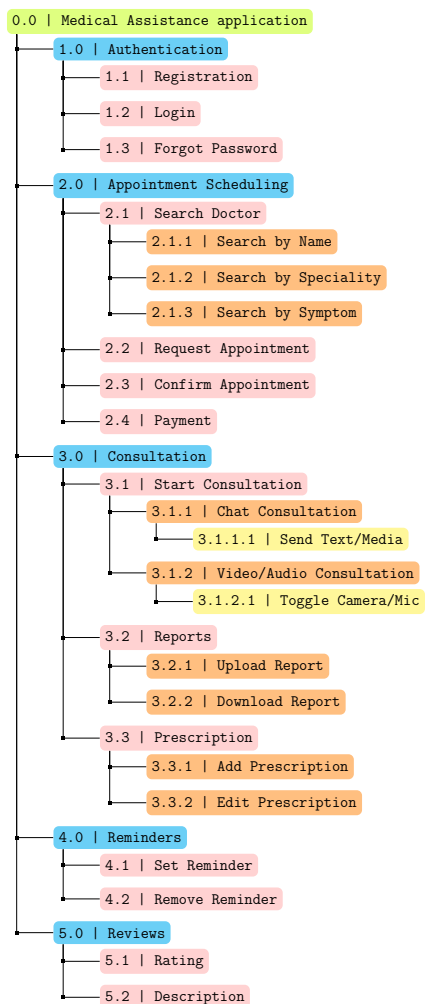 0.0 | Medical Assistance application
1.0 | Authentication
1.1 | Registration
1.2 | Login
1.3 | Forgot Password
2.0 | Appointment Scheduling
2.1 | Search Doctor
2.1.1 | Search by Name
2.1.2 | Search by Speciality
2.1.3 | Search by Symptom
2.2 | Request Appointment
2.3 | Confirm Appointment
2.4 | Payment
3.0 | Consultation
3.1 | Start Consultation
3.1.1 | Chat Consultation
3.1.1.1 | Send Text/Media
3.1.2 | Video/Audio Consultation
3.1.2.1 | Toggle Camera/Mic
3.2 | Reports
3.2.1 | Upload Report
3.2.2 | Download Report
3.3 | Prescription
3.3.1 | Add Prescription
3.3.2 | Edit Prescription
4.0 | Reminders
4.1 | Set Reminder
4.2 | Remove Reminder
5.0 | Reviews
5.1 | Rating
5.2 | Description